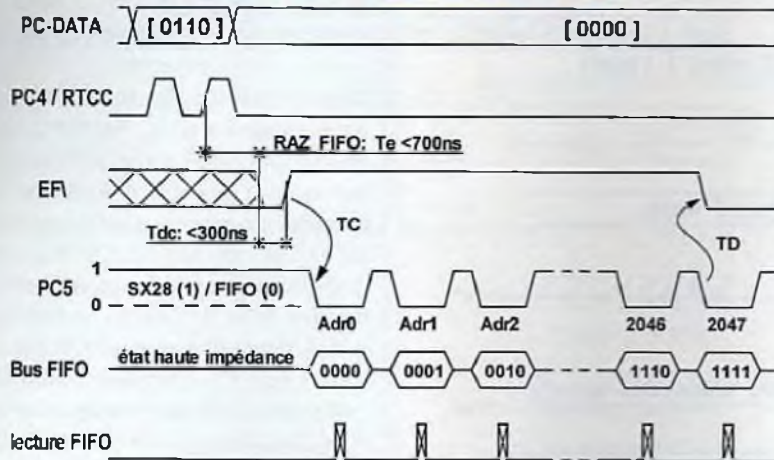 PC-DATA [0110] [0000]
PC4 / RTCC
RAZ FIFO: Te <700ns
EF\
Tdc: <300ns
TC
TD
PC5 1 0 SX28 (1) / FIFO (0)
Adr0 Adr1 Adr2 2046 2047
Bus FIFO état haute impédance 0000 0001 0010 1110 1111
lecture FIFO